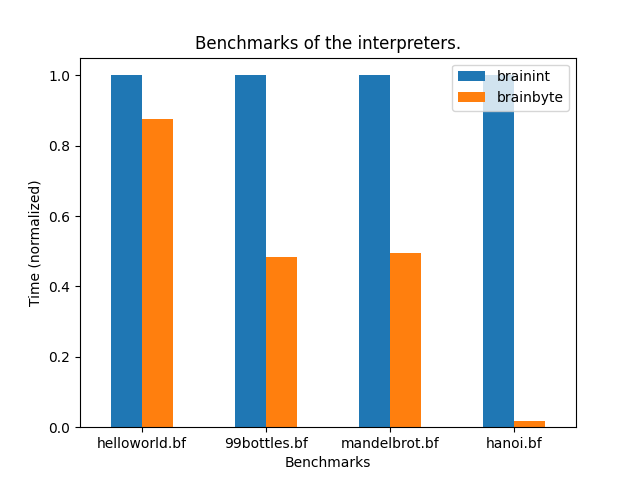 Benchmarks of the interpreters.
brainint
brainbyte
1.0
0.8
0.6
0.4
0.2
0.0
Time (normalized)
helloworld.bf 99bottles.bf mandelbrot.bf hanoi.bf
Benchmarks